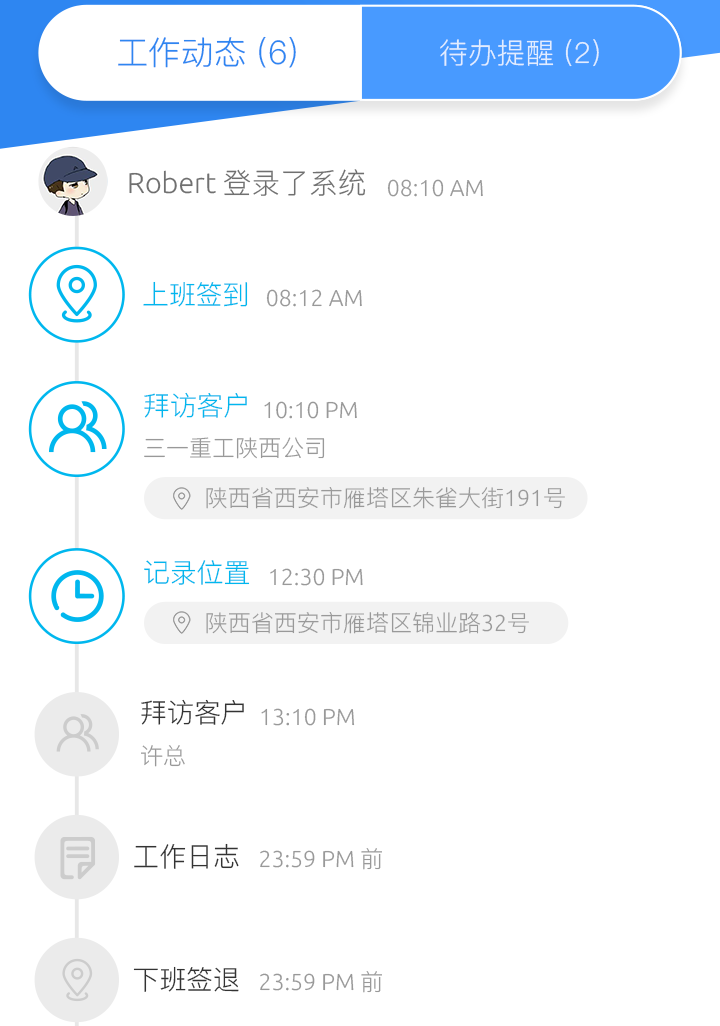 工作动态 (6)
待办提醒 (2)
Robert 登录了系统 08:10 AM
上班签到 08:12 AM
拜访客户 10:10 PM
三一重工陕西公司
陕西省西安市雁塔区朱雀大街191号
记录位置 12:30 PM
陕西省西安市雁塔区锦业路32号
拜访客户 13:10 PM
许总
工作日志 23:59 PM 前
下班签退 23:59 PM 前